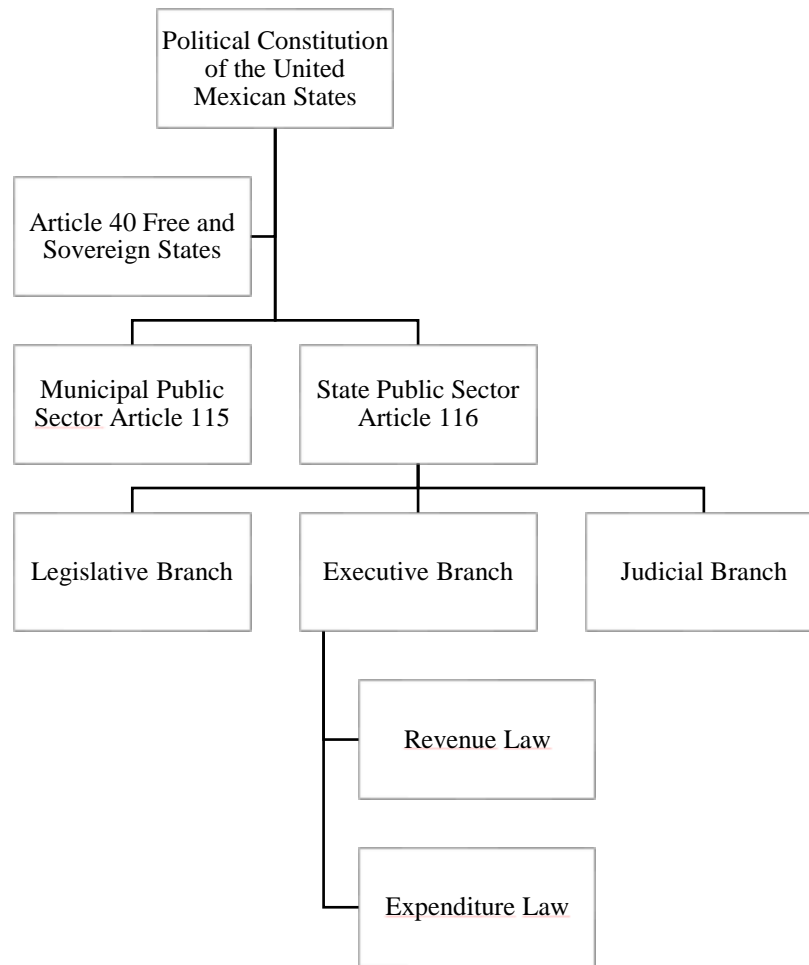 Political Constitution
of the United
Mexican States
Article 40 Free and
Sovereign States
Municipal Public
Sector Article 115
State Public Sector
Article 116
Legislative Branch
Executive Branch
Judicial Branch
Revenue Law
Expenditure Law